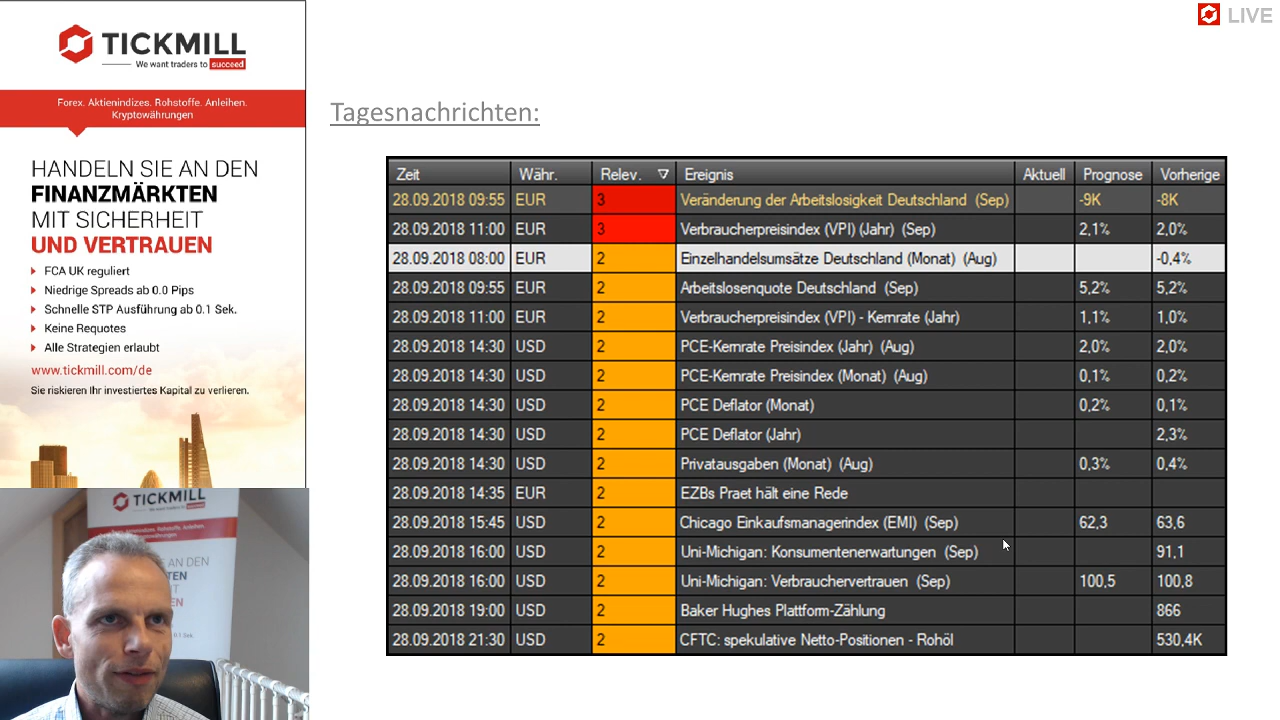 TICKMILL
We want traders to succeed
Forex. Aktienindizes. Rohstoffe. Anleihen.
Kryptowährungen
HANDELN SIE AN DEN
FINANZMÄRKTEN
MIT SICHERHEIT
UND VERTRAUEN
FCA UK reguliert
Niedrige Spreads ab 0.0 Pips
Schnelle STP Ausführung ab 0.1 Sek.
Keine Requotes
Alle Strategien erlaubt
www.tickmill.com/de
Sie riskieren Ihr investiertes Kapital zu verlieren.
TICKMILL
LIVE
Tagesnachrichten:
Zeit Währ. Relev. Ereignis Aktuell Prognose Vorherige
28.09.2018 09:55 EUR 3 Veränderung der Arbeitslosigkeit Deutschland (Sep) -9K -8K
28.09.2018 11:00 EUR 3 Verbraucherpreisindex (VPI) (Jahr) (Sep) 2,1% 2,0%
28.09.2018 08:00 EUR 2 Einzelhandelsumsätze Deutschland (Monat) (Aug) -0,4%
28.09.2018 09:55 EUR 2 Arbeitslosenquote Deutschland (Sep) 5,2% 5,2%
28.09.2018 11:00 EUR 2 Verbraucherpreisindex (VPI) - Kernrate (Jahr) 1,1% 1,0%
28.09.2018 14:30 USD 2 PCE-Kernrate Preisindex (Jahr) (Aug) 2,0% 2,0%
28.09.2018 14:30 USD 2 PCE-Kernrate Preisindex (Monat) (Aug) 0,1% 0,2%
28.09.2018 14:30 USD 2 PCE Deflator (Monat) 0,2% 0,1%
28.09.2018 14:30 USD 2 PCE Deflator (Jahr) 2,3%
28.09.2018 14:30 USD 2 Privatausgaben (Monat) (Aug) 0,3% 0,4%
28.09.2018 14:35 EUR 2 EZBs Praet hält eine Rede
28.09.2018 15:45 USD 2 Chicago Einkaufsmanagerindex (EMI) (Sep) 62,3 63,6
28.09.2018 16:00 USD 2 Uni-Michigan: Konsumentenerwartungen (Sep) 91,1
28.09.2018 16:00 USD 2 Uni-Michigan: Verbrauchervertrauen (Sep) 100,5 100,8
28.09.2018 19:00 USD 2 Baker Hughes Plattform-Zählung 866
28.09.2018 21:30 USD 2 CFTC: spekulative Netto-Positionen - Rohöl 530,4K